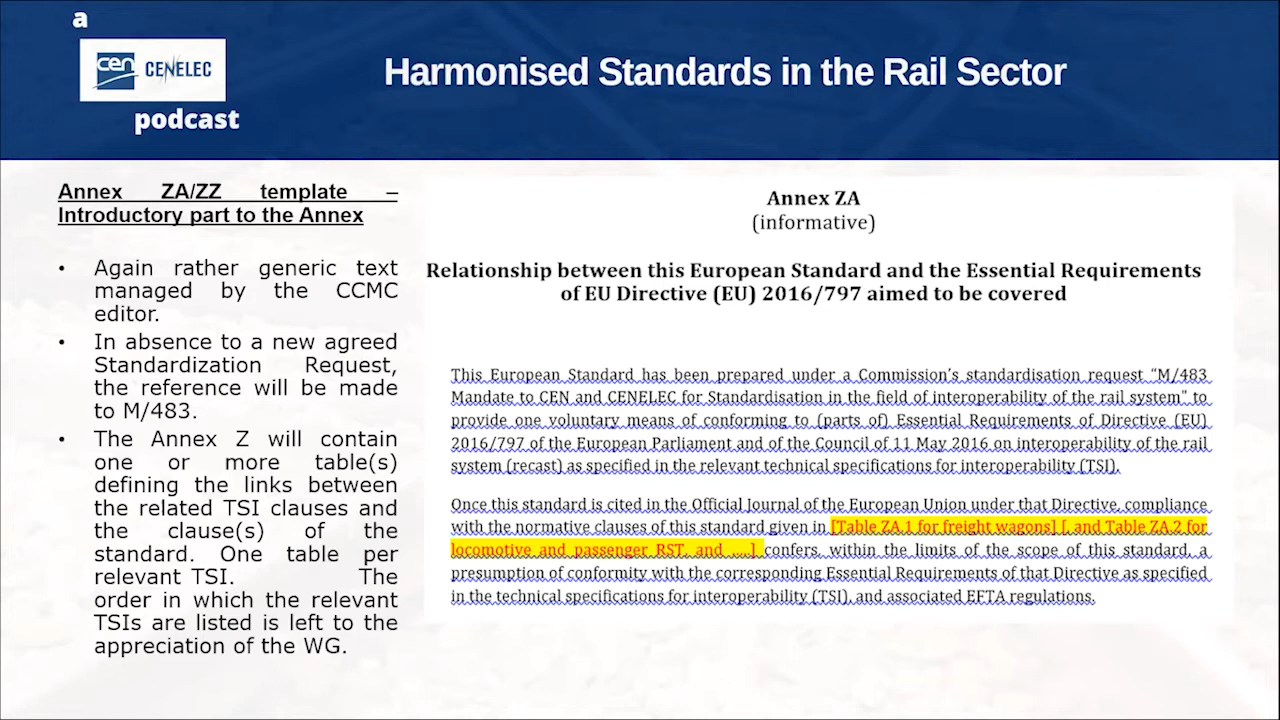 a
cen CENELEC
podcast
Harmonised Standards in the Rail Sector
Annex ZA/ZZ template –
Introductory part to the Annex
• Again rather generic text
managed by the CCMC
editor.
• In absence to a new agreed
Standardization Request,
the reference will be made
to M/483.
• The Annex Z will contain
one or more table(s)
defining the links between
the related TSI clauses and
the clause(s) of the
standard. One table per
relevant TSI. The
order in which the relevant
TSIs are listed is left to the
appreciation of the WG.
Annex ZA
(informative)
Relationship between this European Standard and the Essential Requirements
of EU Directive (EU) 2016/797 aimed to be covered
This European Standard has been prepared under a Commission's standardisation request "M/483
Mandate to CEN and CENELEC for Standardisation in the field of interoperability of the rail system" to
provide one voluntary means of conforming to (parts of) Essential Requirements of Directive (EU)
2016/797 of the European Parliament and of the Council of 11 May 2016 on interoperability of the rail
system (recast) as specified in the relevant technical specifications for interoperability (TSI).
Once this standard is cited in the Official Journal of the European Union under that Directive, compliance
with the normative clauses of this standard given in [Table ZA.1 for freight wagons] [, and Table ZA.2 for
locomotive and passenger RST, and ....] confers, within the limits of the scope of this standard, a
presumption of conformity with the corresponding Essential Requirements of that Directive as specified
in the technical specifications for interoperability (TSI), and associated EFTA regulations.